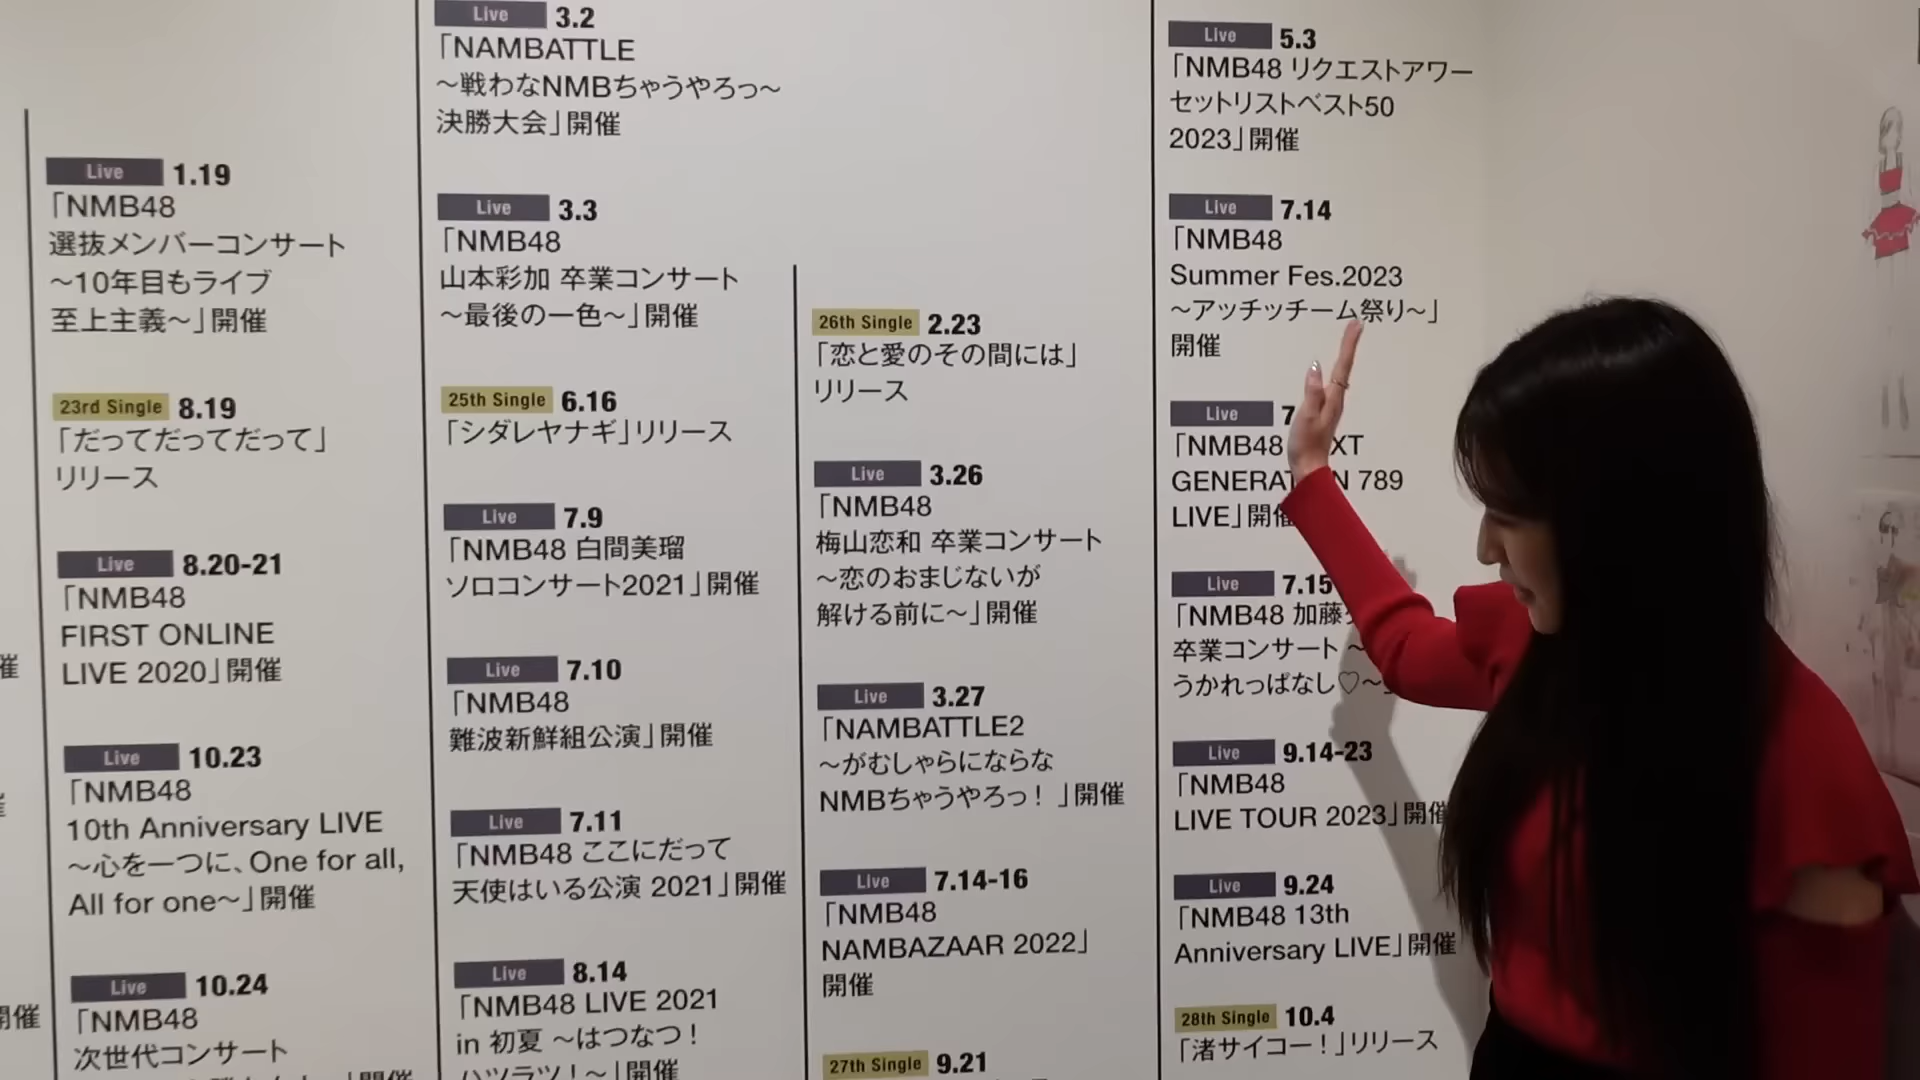 Live 1.19
「NMB48
選抜メンバーコンサート
〜10年目もライブ
至上主義〜」開催
23rd Single 8.19
「だってだってだって」
リリース
Live 8.20-21
「NMB48
FIRST ONLINE
LIVE 2020」開催
Live 10.23
「NMB48
10th Anniversary LIVE
〜心を一つに、One for all,
All for one〜」開催
Live 10.24
「NMB48
次世代コンサート
Live 3.2
「NAMBATTLE
〜戦わなNMBちゃうやろっ〜
決勝大会」開催
Live 3.3
「NMB48
山本彩加 卒業コンサート
〜最後の一色〜」開催
25th Single 6.16
「シダレヤナギ」リリース
Live 7.9
「NMB48 白間美瑠
ソロコンサート2021」開催
Live 7.10
「NMB48
難波新鮮組公演」開催
Live 7.11
「NMB48 ここにだって
天使はいる公演 2021」開催
Live 8.14
「NMB48 LIVE 2021
in 初夏 〜はつなつ!
ハツラツ!〜」開催
26th Single 2.23
「恋と愛のその間には」
リリース
Live 3.26
「NMB48
梅山恋和 卒業コンサート
〜恋のおまじないが
解ける前に〜」開催
Live 3.27
「NAMBATTLE2
〜がむしゃらにならな
NMBちゃうやろっ! 」開催
Live 7.14-16
「NMB48
NAMBAZAAR 2022」
開催
27th Single 9.21
Live 5.3
「NMB48 リクエストアワー
セットリストベスト50
2023」開催
Live 7.14
「NMB48
Summer Fes.2023
〜アッチッチーム祭り〜」
開催
Live 7
「NMB48 XT
GENERAT N 789
LIVE」開催
Live 7.15
「NMB48 加藤
卒業コンサート 〜
うかれっぱなし♡〜
Live 9.14-23
「NMB48
LIVE TOUR 2023」開催
Live 9.24
「NMB48 13th
Anniversary LIVE」開催
28th Single 10.4
「渚サイコー!」リリース